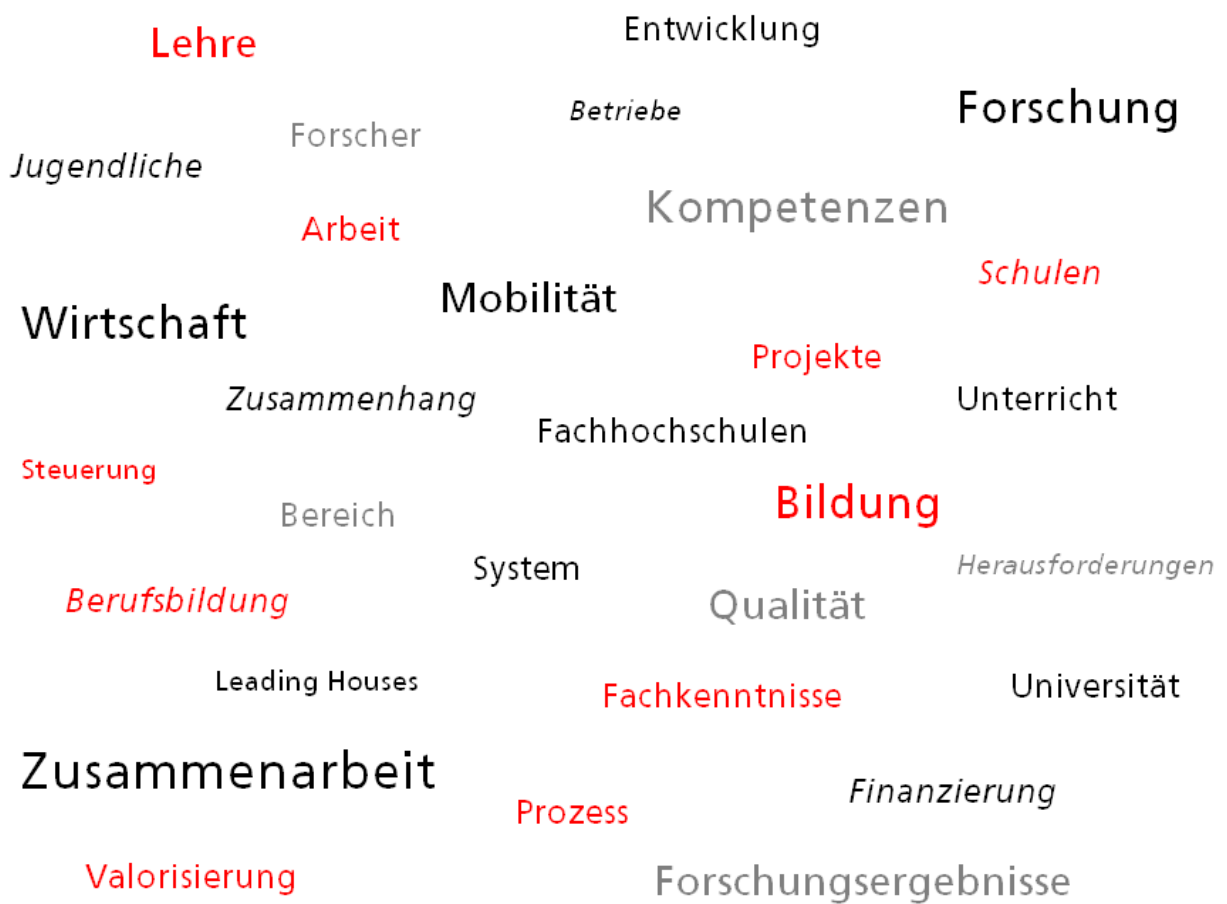 Lehre
Entwicklung
Forschung
Betriebe
Forscher
Jugendliche
Kompetenzen
Arbeit
Schulen
Mobilität
Wirtschaft
Projekte
Zusammenhang
Unterricht
Fachhochschulen
Steuerung
Bildung
Bereich
System
Herausforderungen
Berufsbildung
Qualität
Leading Houses
Fachkenntnisse
Universität
Zusammenarbeit
Finanzierung
Prozess
Valorisierung
Forschungsergebnisse